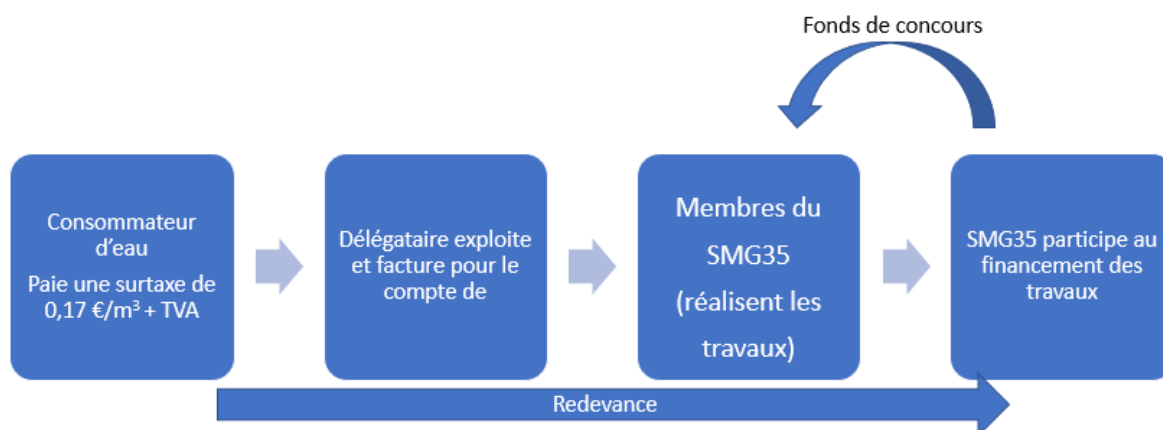 Fonds de concours
Consommateur
d'eau
Paie une surtaxe de
0,17 €/m³ + TVA
Délégataire exploite
et facture pour le
compte de
Membres du
SMG35
(réalisent les
travaux)
SMG35 participe au
financement des
travaux
Redevance